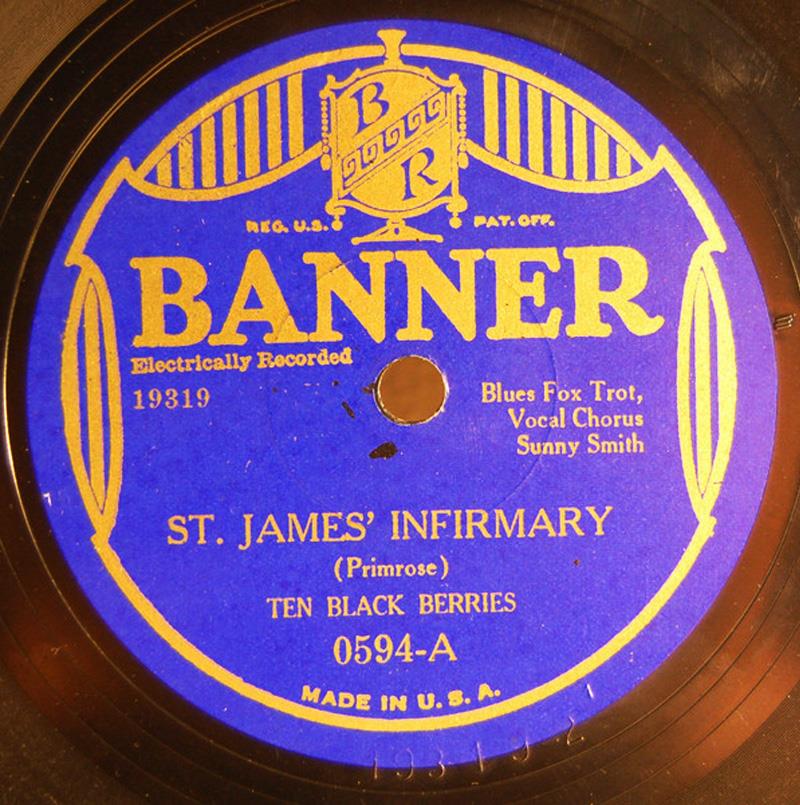 B
R
REG. U.S. PAT. OFF.
BANNER
Electrically Recorded
19319
Blues Fox Trot,
Vocal Chorus
Sunny Smith
ST. JAMES' INFIRMARY
(Primrose)
TEN BLACK BERRIES
0594-A
MADE IN U. S. A.